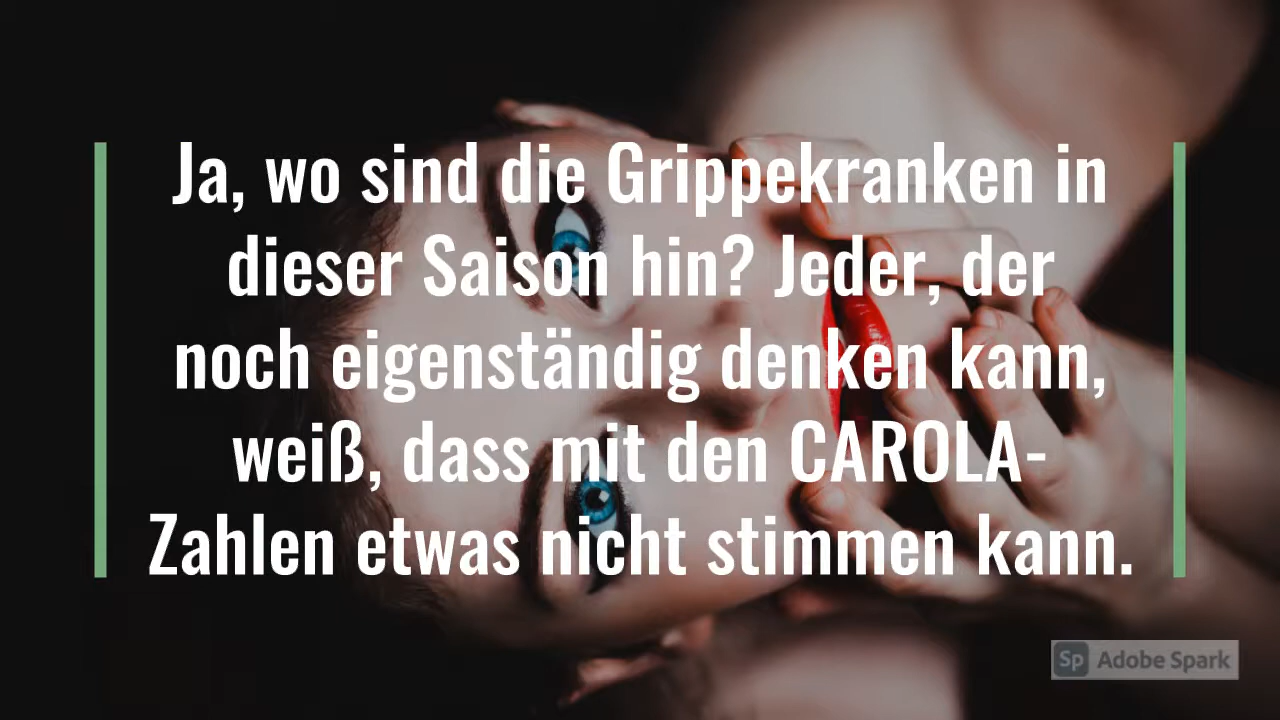 Ja, wo sind die Grippekranken in
dieser Saison hin? Jeder, der
noch eigenständig denken kann,
weiß, dass mit den CAROLA-
Zahlen etwas nicht stimmen kann.
Sp Adobe Spark